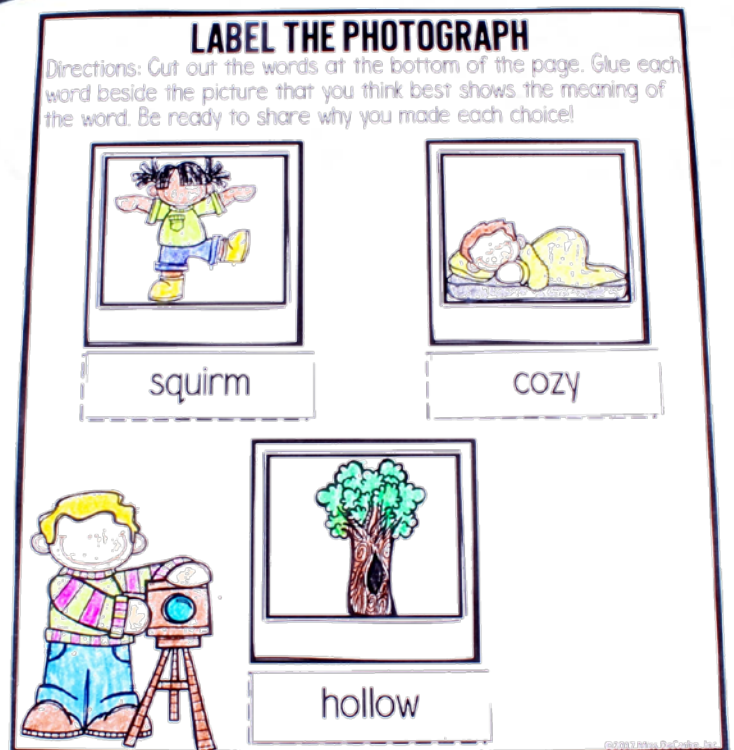 LABEL THE PHOTOGRAPH
Directions: Cut out the words at the bottom of the page. Glue each
word beside the picture that you think best shows the meaning of
the word. Be ready to share why you made each choice!
squirm
cozy
hollow